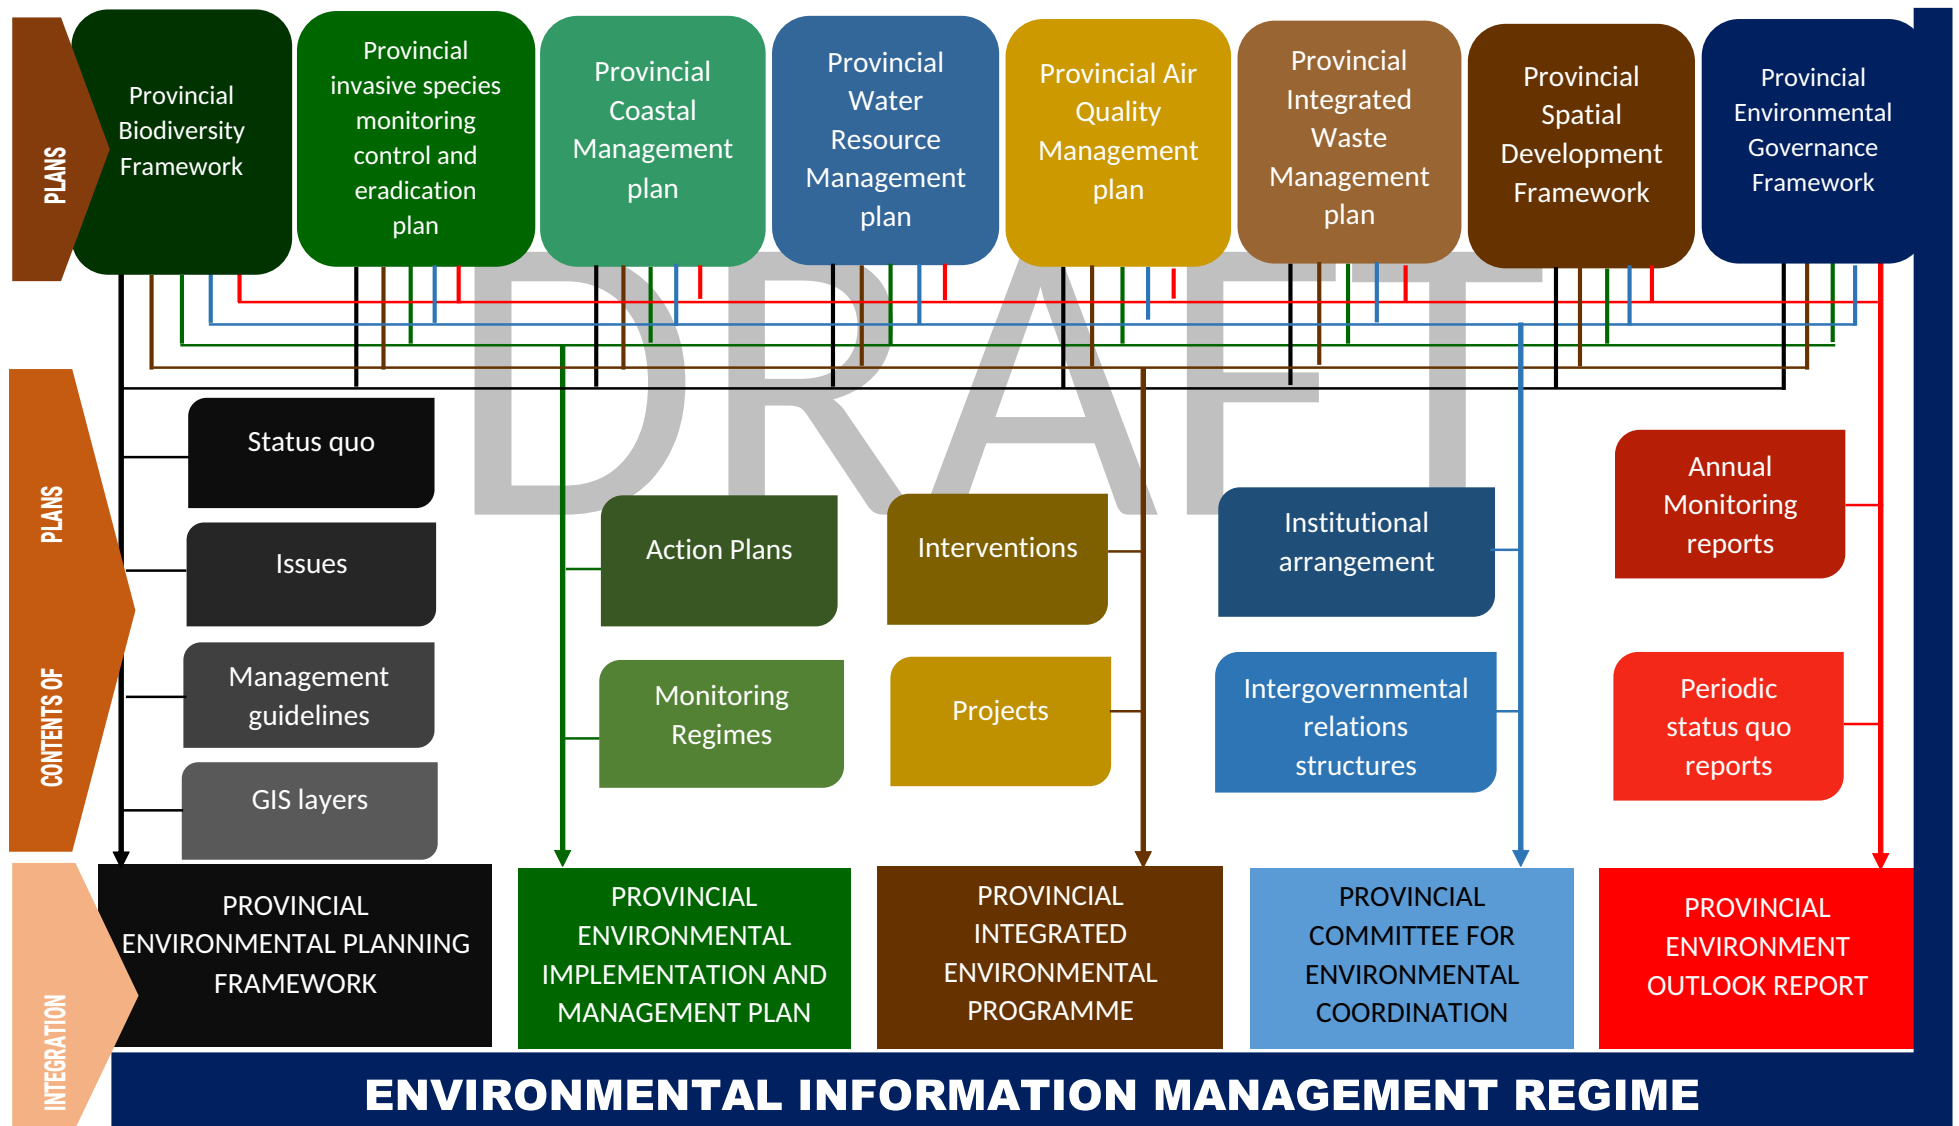 PLANS
Provincial
Biodiversity
Framework
Provincial
invasive species
monitoring
control and
eradication
plan
Provincial
Coastal
Management
plan
Provincial
Water
Resource
Management
plan
Provincial Air
Quality
Management
plan
Provincial
Integrated
Waste
Management
plan
Provincial
Spatial
Development
Framework
Provincial
Environmental
Governance
Framework
DRAFT
CONTENTS OF PLANS
Status quo
Issues
Management
guidelines
GIS layers
Action Plans
Monitoring
Regimes
Interventions
Projects
Institutional
arrangement
Intergovernmental
relations
structures
Annual
Monitoring
reports
Periodic
status quo
reports
INTEGRATION
PROVINCIAL
ENVIRONMENTAL PLANNING
FRAMEWORK
PROVINCIAL
ENVIRONMENTAL
IMPLEMENTATION AND
MANAGEMENT PLAN
PROVINCIAL
INTEGRATED
ENVIRONMENTAL
PROGRAMME
PROVINCIAL
COMMITTEE FOR
ENVIRONMENTAL
COORDINATION
PROVINCIAL
ENVIRONMENT
OUTLOOK REPORT
ENVIRONMENTAL INFORMATION MANAGEMENT REGIME